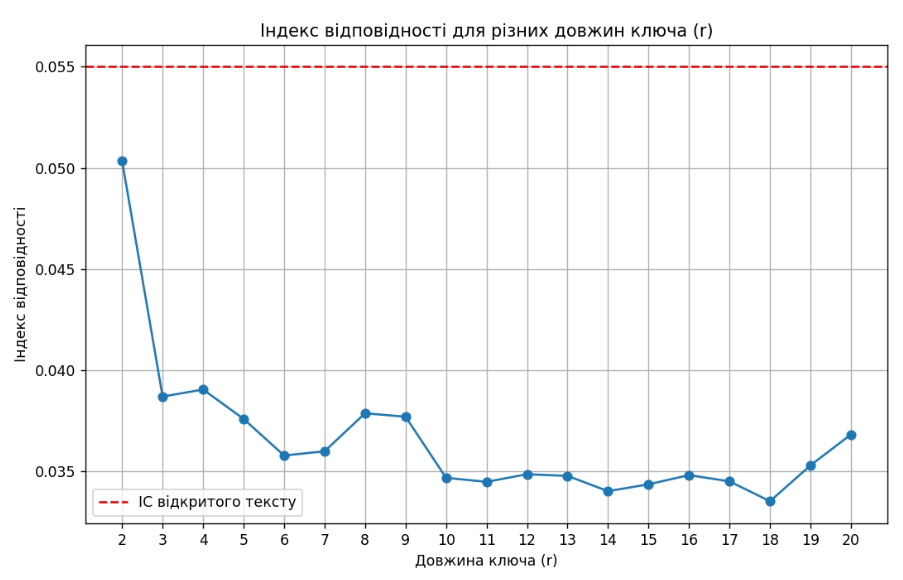 Індекс відповідності для різних довжин ключа (r)
Індекс відповідності
0.055
0.050
0.045
0.040
0.035
ІС відкритого тексту
2 3 4 5 6 7 8 9 10 11 12 13 14 15 16 17 18 19 20
Довжина ключа (r)